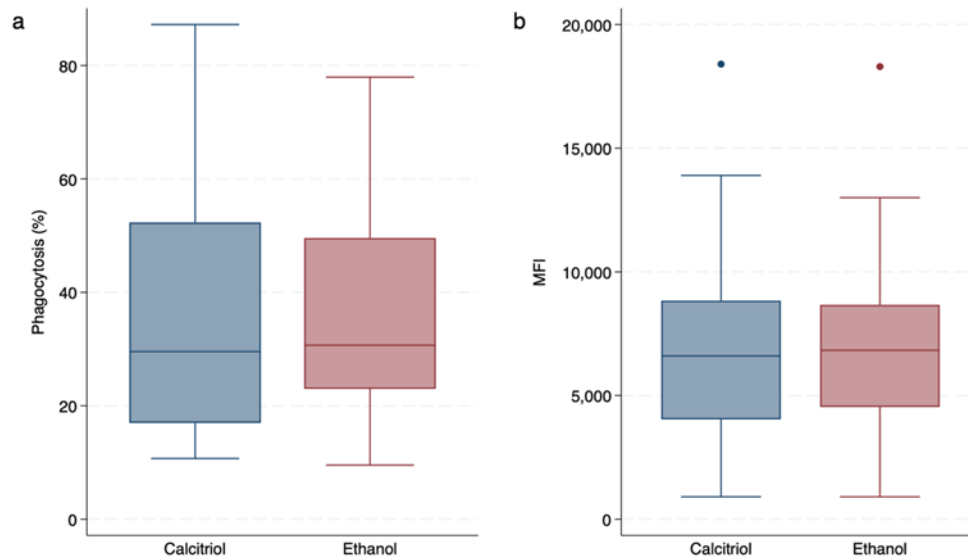 a
Phagocytosis (%)
80
60
40
20
0
Calcitriol
Ethanol
b
MFI
20,000
15,000
10,000
5,000
0
Calcitriol
Ethanol